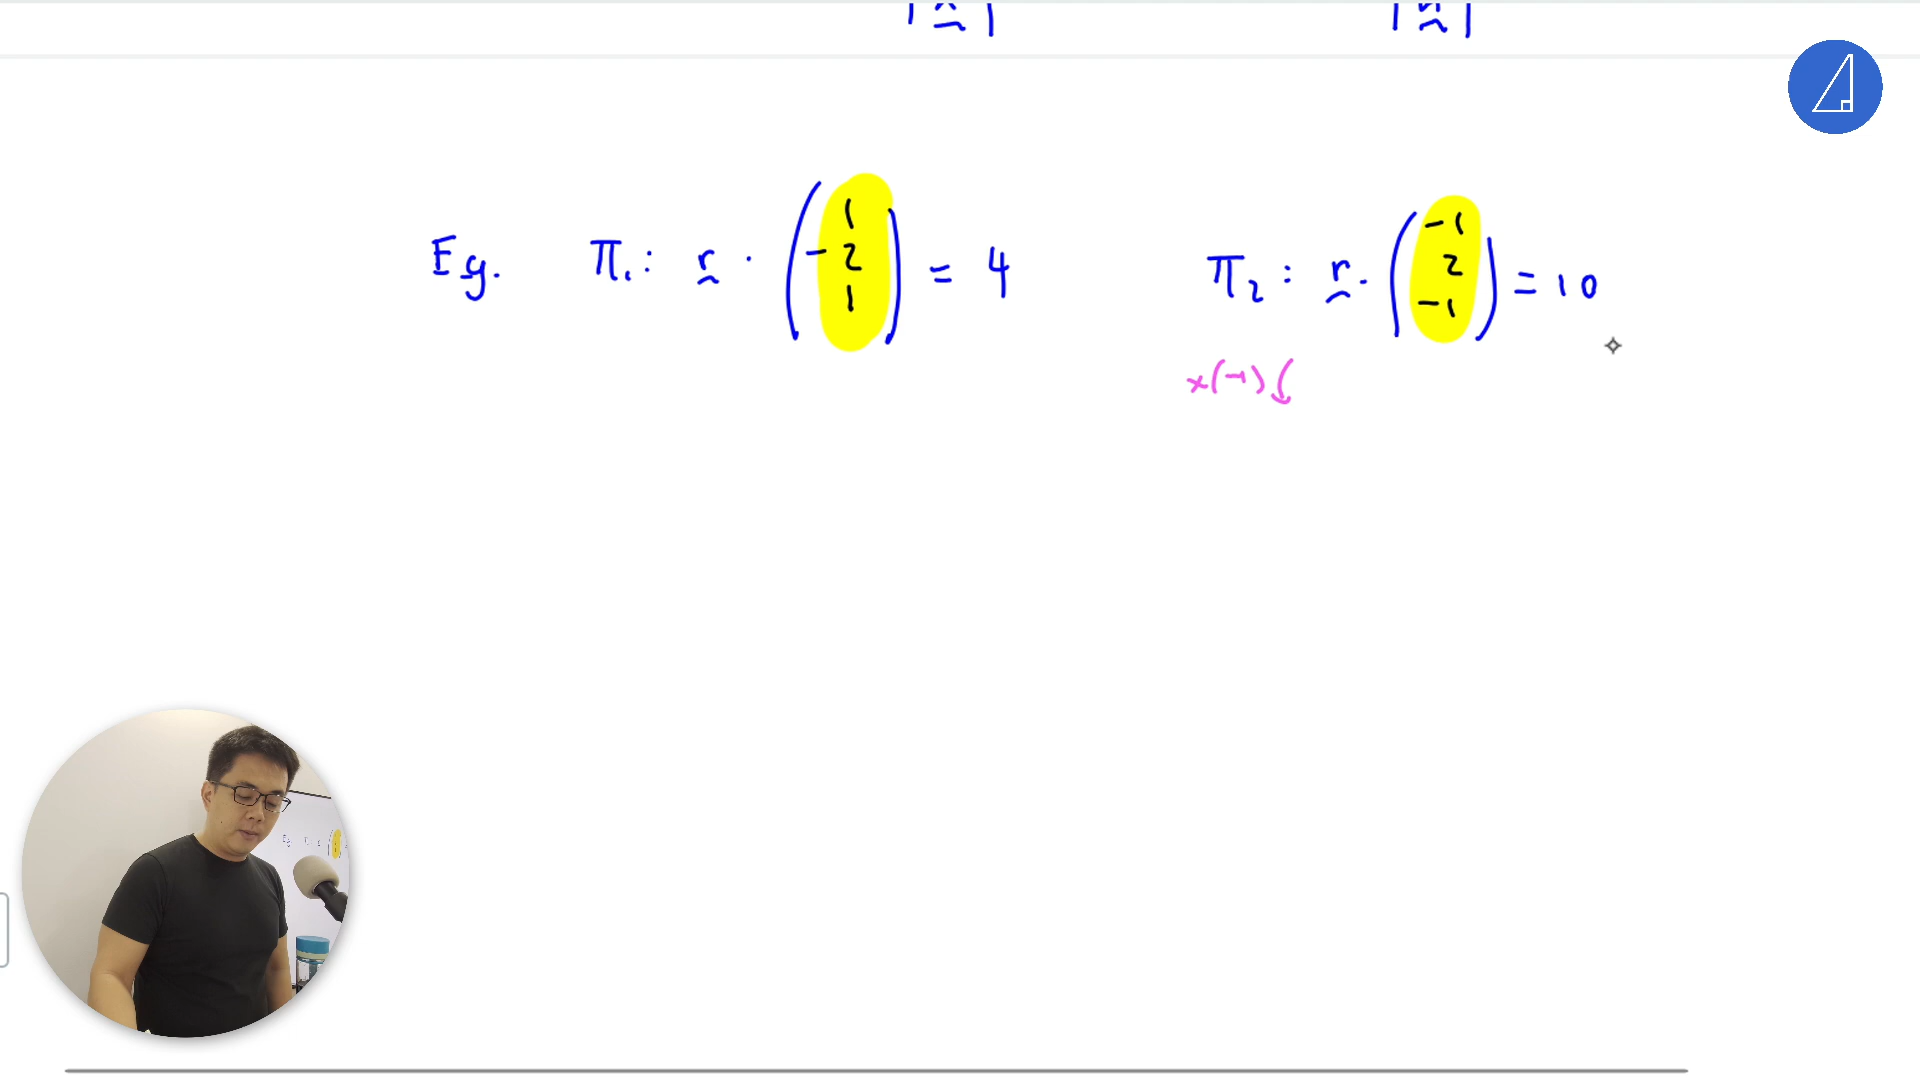 Eg. π₁: r · (1 -2 1) = 4 π₂: r · (-1 2 -1) = 10
×(-1)